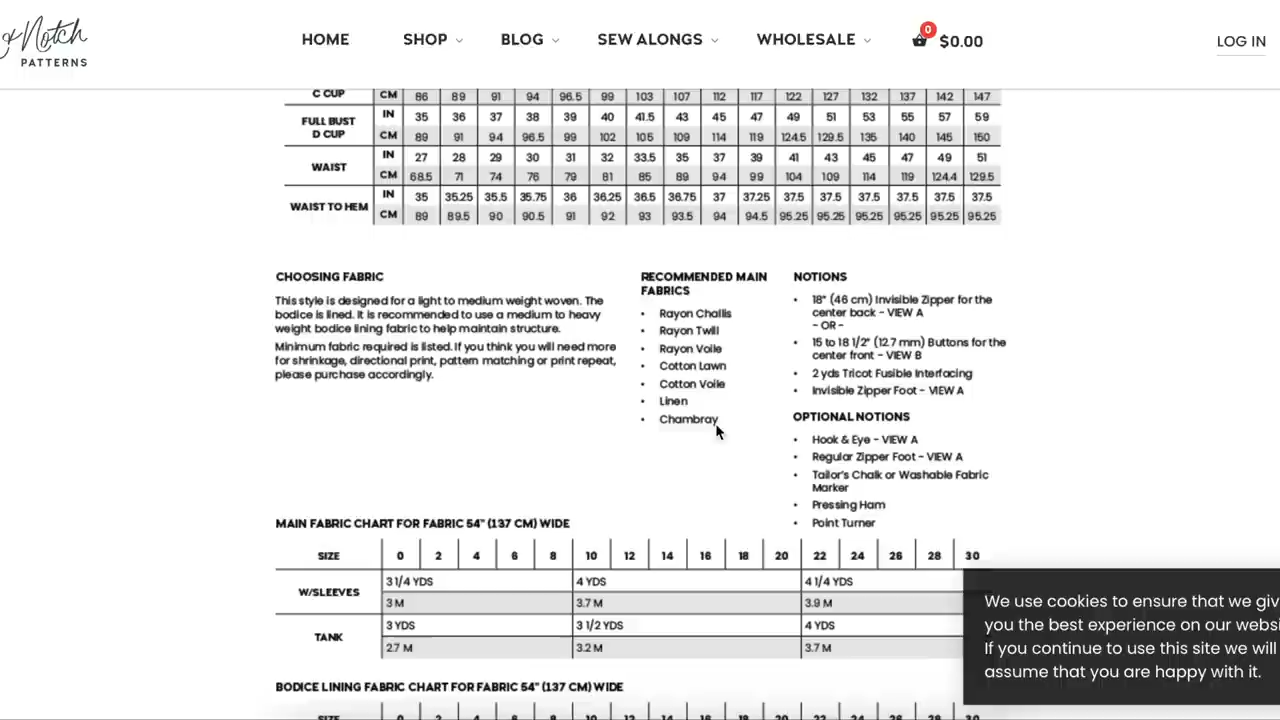 & Notch
PATTERNS
HOME SHOP BLOG SEW ALONGS WHOLESALE 0 $0.00 LOG IN
C CUP CM 86 89 91 94 96.5 99 103 107 112 117 122 127 132 137 142 147
FULL BUST
D CUP
IN 35 36 37 38 39 40 41.5 43 45 47 49 51 53 55 57 59
CM 89 91 94 96.5 99 102 105 109 114 119 124.5 129.5 135 140 145 150
WAIST
IN 27 28 29 30 31 32 33.5 35 37 39 41 43 45 47 49 51
CM 68.5 71 74 76 79 81 85 89 94 99 104 109 114 119 124.4 129.5
WAIST TO HEM
IN 35 35.25 35.5 35.75 36 36.25 36.5 36.75 37 37.25 37.5 37.5 37.5 37.5 37.5 37.5
CM 89 89.5 90 90.5 91 92 93 93.5 94 94.5 95.25 95.25 95.25 95.25 95.25 95.25
CHOOSING FABRIC
This style is designed for a light to medium weight woven. The
bodice is lined. It is recommended to use a medium to heavy
weight bodice lining fabric to help maintain structure.
Minimum fabric required is listed. If you think you will need more
for shrinkage, directional print, pattern matching or print repeat,
please purchase accordingly.
RECOMMENDED MAIN
FABRICS
• Rayon Challis
• Rayon Twill
• Rayon Voile
• Cotton Lawn
• Cotton Voile
• Linen
• Chambray
NOTIONS
• 18" (46 cm) Invisible Zipper for the
center back - VIEW A
- OR -
• 15 to 18 1/2" (12.7 mm) Buttons for the
center front - VIEW B
• 2 yds Tricot Fusible Interfacing
• Invisible Zipper Foot - VIEW A
OPTIONAL NOTIONS
• Hook & Eye - VIEW A
• Regular Zipper Foot - VIEW A
• Tailor's Chalk or Washable Fabric
Marker
• Pressing Ham
• Point Turner
MAIN FABRIC CHART FOR FABRIC 54" (137 CM) WIDE
SIZE 0 2 4 6 8 10 12 14 16 18 20 22 24 26 28 30
W/SLEEVES
3 1/4 YDS 4 YDS 4 1/4 YDS
3 M 3.7 M 3.9 M
TANK
3 YDS 3 1/2 YDS 4 YDS
2.7 M 3.2 M 3.7 M
BODICE LINING FABRIC CHART FOR FABRIC 54" (137 CM) WIDE
SIZE 0 2 4 6 8 10 12 14 16 18 20 22 24 26 28 30
We use cookies to ensure that we giv
you the best experience on our websi
If you continue to use this site we will
assume that you are happy with it.